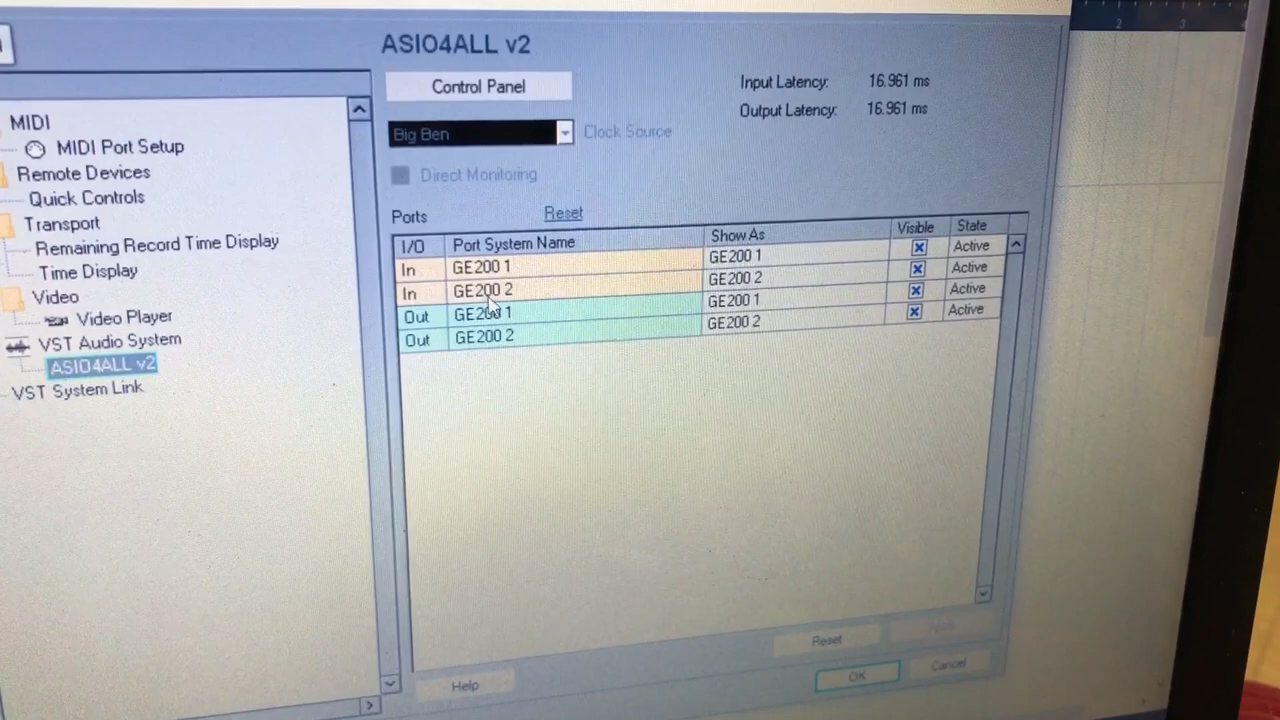 ASIO4ALL v2
Control Panel
Input Latency: 16.961 ms
Output Latency: 16.961 ms
Big Ben Clock Source
Direct Monitoring
MIDI
MIDI Port Setup
Remote Devices
Quick Controls
Transport
Remaining Record Time Display
Time Display
Video
Video Player
VST Audio System
ASIO4ALL v2
VST System Link
Ports Reset
I/O Port System Name Show As Visible State
In GE200 1 GE200 1 Active
In GE200 2 GE200 2 Active
Out GE200 1 GE200 1 Active
Out GE200 2 GE200 2 Active
Reset Apply
Help OK Cancel
2 3